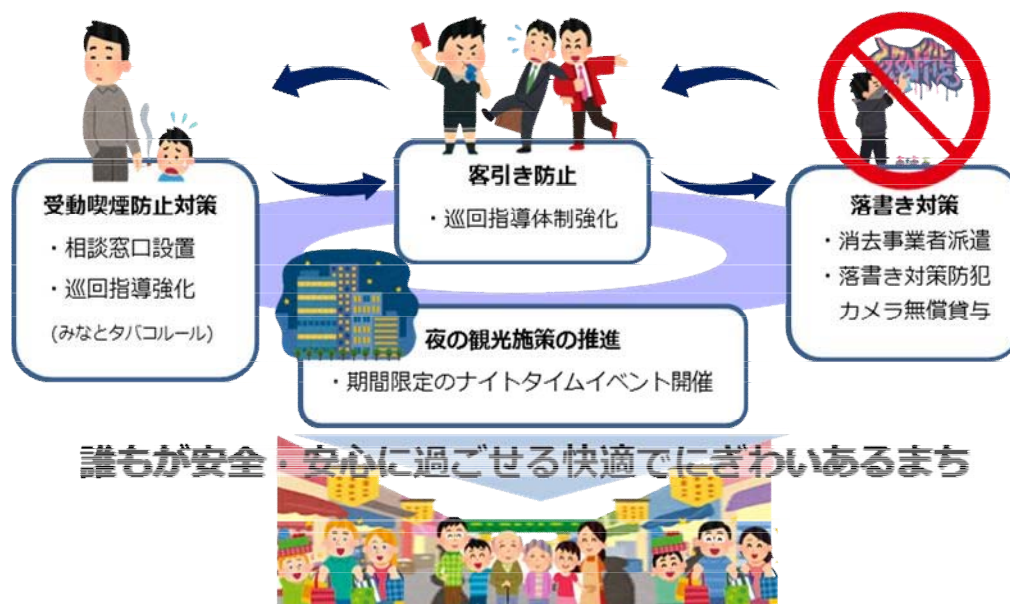 受動喫煙防止対策
・相談窓口設置
・巡回指導強化
(みなとタバコルール)
客引き防止
・巡回指導体制強化
落書き対策
・消去事業者派遣
・落書き対策防犯
カメラ無償貸与
夜の観光施策の推進
・期間限定のナイトタイムイベント開催
誰もが安全・安心に過ごせる快適でにぎわいあるまち